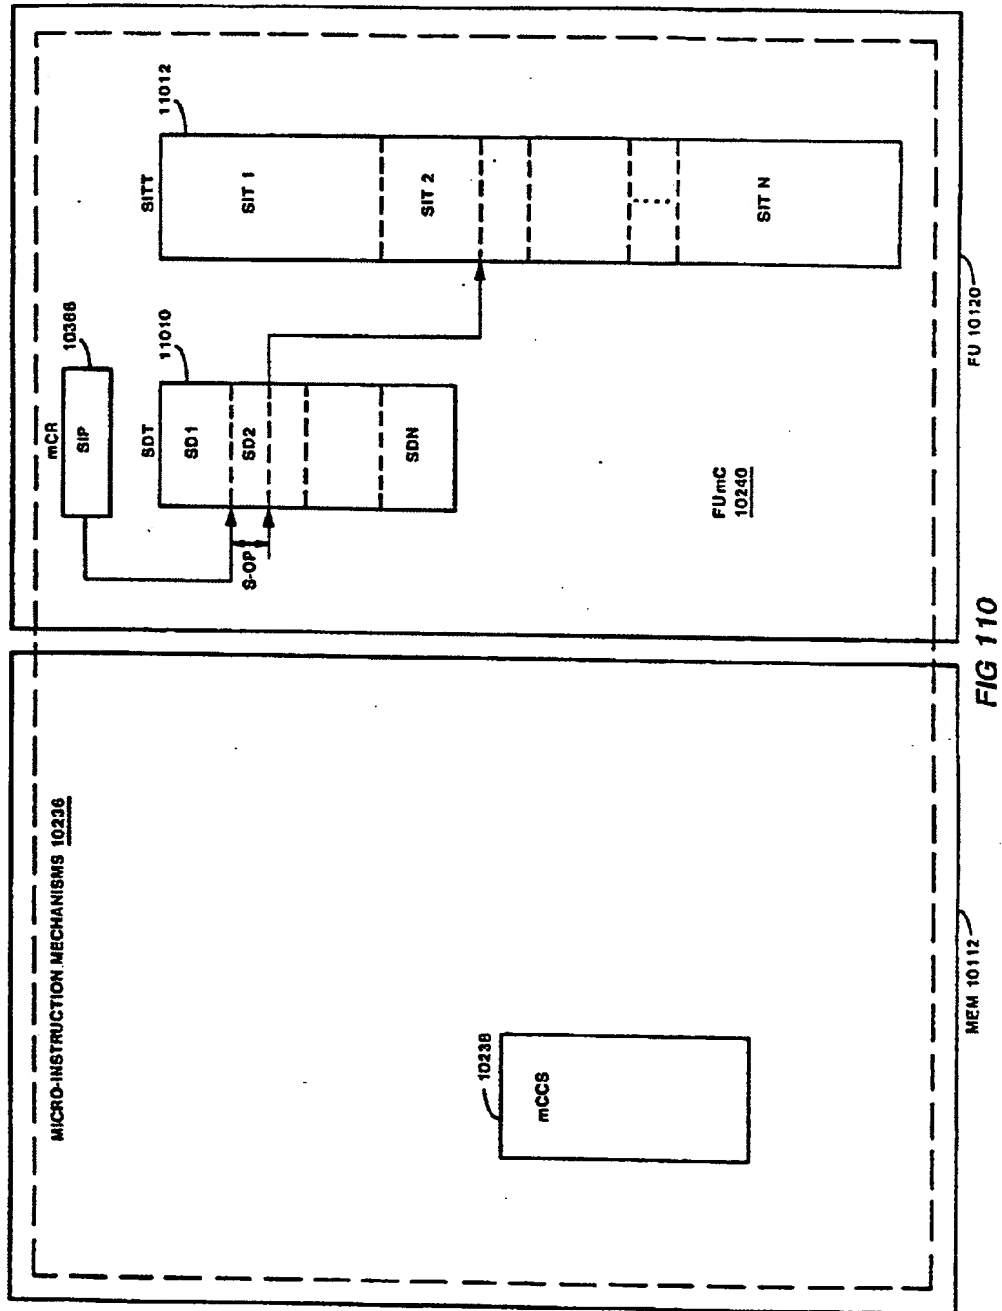 MICRO-INSTRUCTION MECHANISMS 10236
mCR
10366
SIP
SDT
11010
SD1
SD2
SDN
S-OP
SITT
11012
SIT 1
SIT 2
SIT N
10238
mCCS
FUmC
10240
MEM 10112
FU 10120
FIG 110